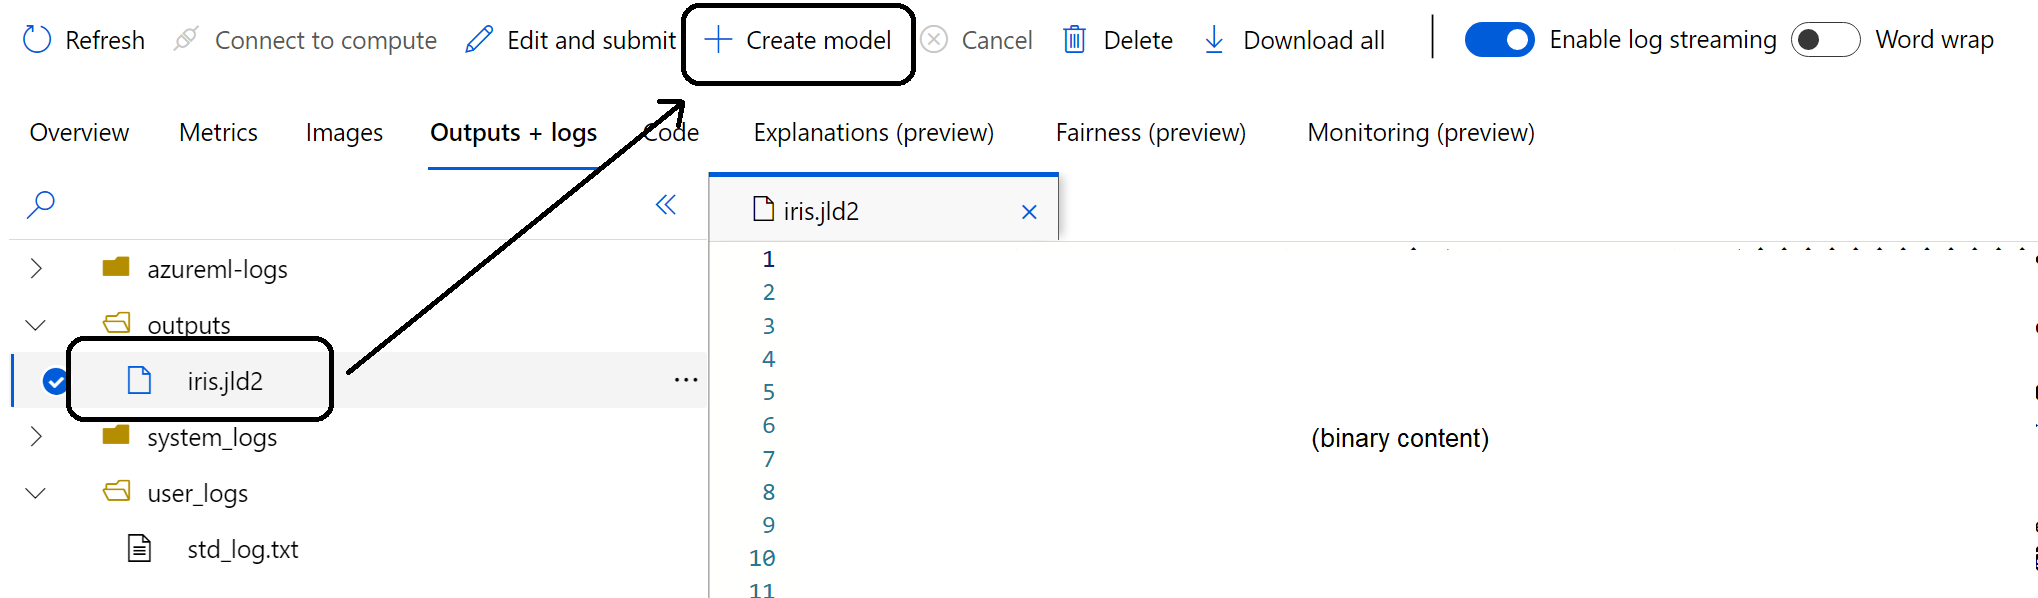 Refresh Connect to compute Edit and submit Create model Cancel Delete Download all Enable log streaming Word wrap
Overview Metrics Images Outputs + logs Code Explanations (preview) Fairness (preview) Monitoring (preview)
iris.jld2
azureml-logs
outputs
iris.jld2
system_logs
user_logs
std_log.txt
1
2
3
4
5
6
7
8
9
10
11
(binary content)